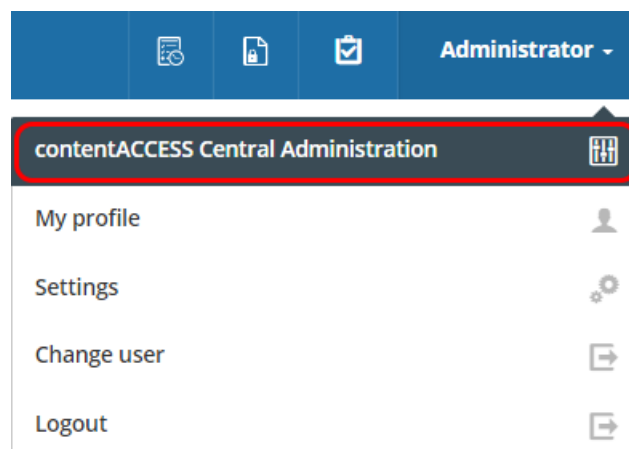 Administrator
contentACCESS Central Administration
My profile
Settings
Change user
Logout